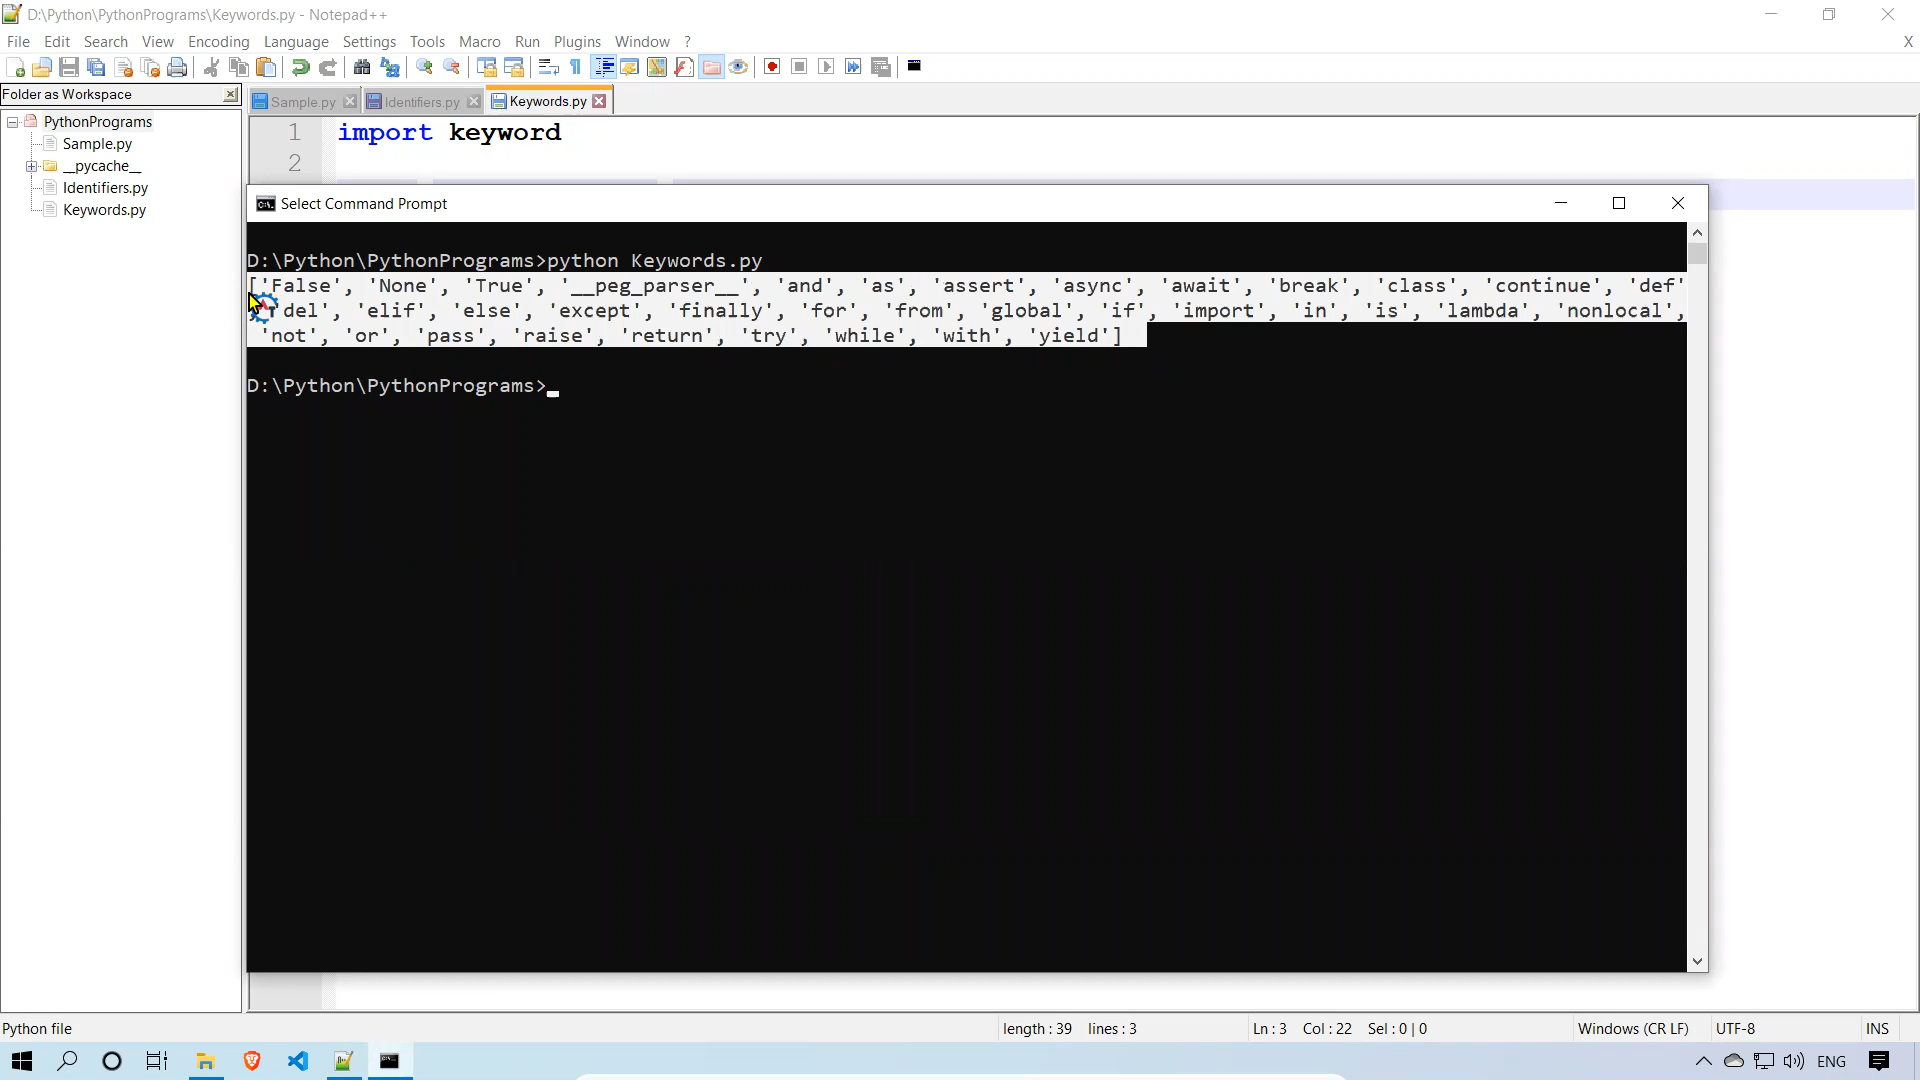 D:\Python\PythonPrograms\Keywords.py - Notepad++
File Edit Search View Encoding Language Settings Tools Macro Run Plugins Window ? X
Folder as Workspace
Sample.py Identifiers.py Keywords.py
PythonPrograms
Sample.py
__pycache__
Identifiers.py
Keywords.py
1 import keyword
2
Select Command Prompt
D:\Python\PythonPrograms>python Keywords.py
['False', 'None', 'True', '__peg_parser__', 'and', 'as', 'assert', 'async', 'await', 'break', 'class', 'continue', 'def'
, 'del', 'elif', 'else', 'except', 'finally', 'for', 'from', 'global', 'if', 'import', 'in', 'is', 'lambda', 'nonlocal',
'not', 'or', 'pass', 'raise', 'return', 'try', 'while', 'with', 'yield']
D:\Python\PythonPrograms>
Python file length : 39 lines : 3 Ln : 3 Col : 22 Sel : 0 | 0 Windows (CR LF) UTF-8 INS
ENG